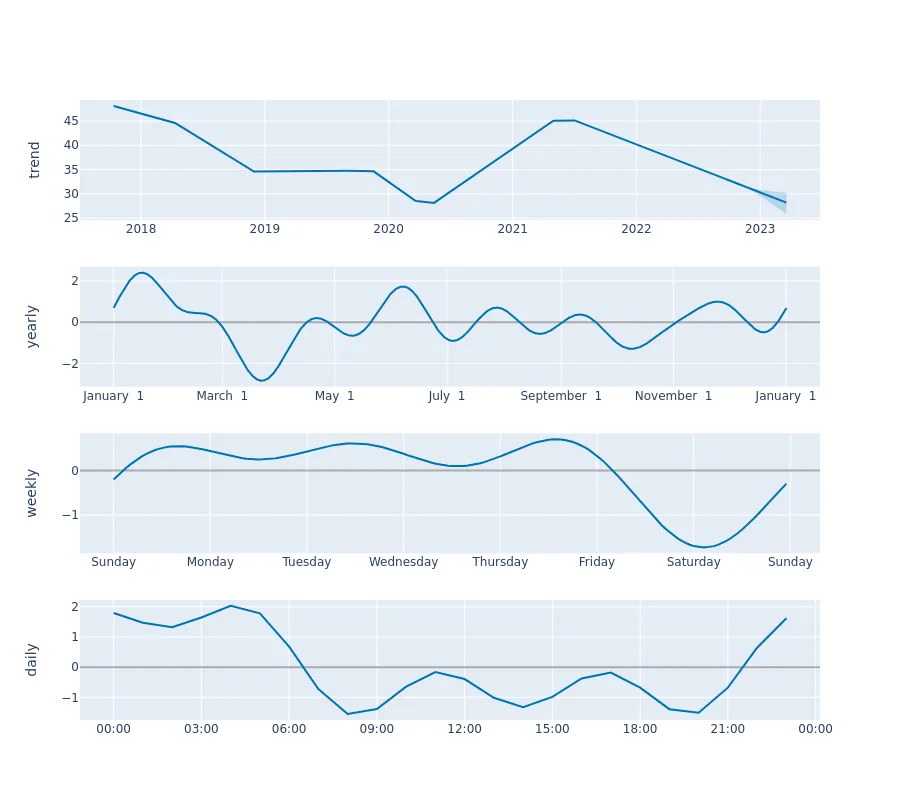 trend
45
40
35
30
25
2018 2019 2020 2021 2022 2023
yearly
2
0
−2
January 1 March 1 May 1 July 1 September 1 November 1 January 1
weekly
0
−1
Sunday Monday Tuesday Wednesday Thursday Friday Saturday Sunday
daily
2
1
0
−1
00:00 03:00 06:00 09:00 12:00 15:00 18:00 21:00 00:00